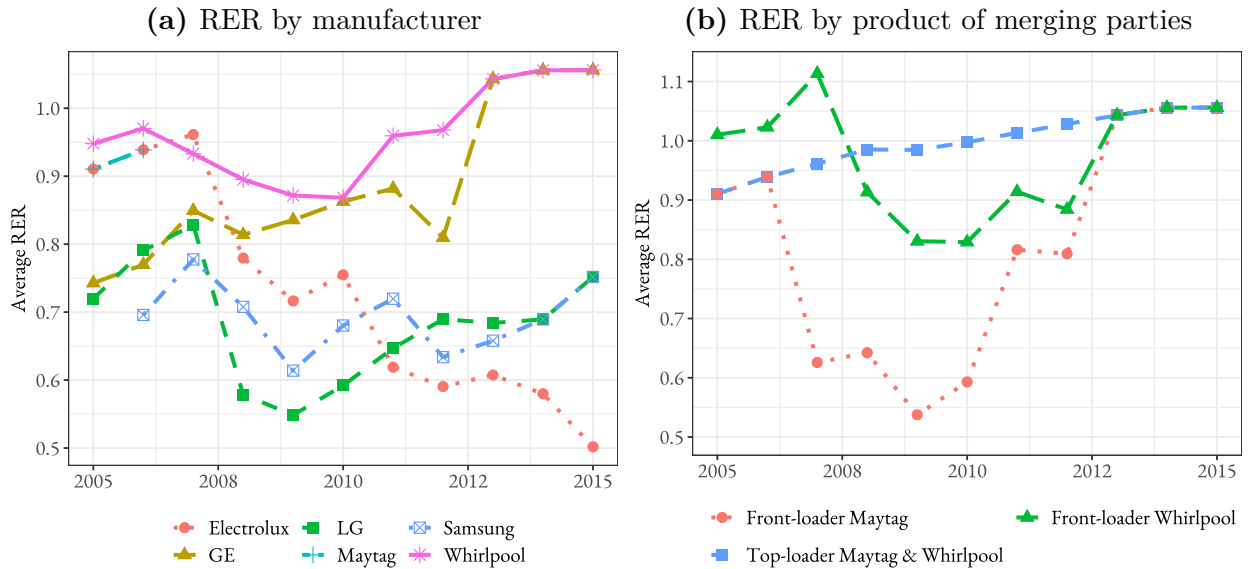 (a) RER by manufacturer
Average RER
1.0
0.9
0.8
0.7
0.6
0.5
2005 2008 2010 2012 2015
Electrolux LG Samsung
GE Maytag Whirlpool
(b) RER by product of merging parties
Average RER
1.1
1.0
0.9
0.8
0.7
0.6
0.5
2005 2008 2010 2012 2015
Front-loader Maytag Front-loader Whirlpool
Top-loader Maytag & Whirlpool